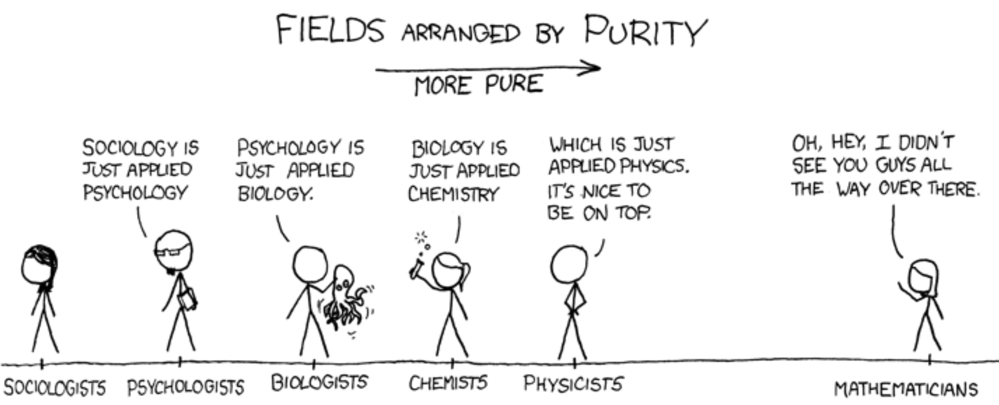 FIELDS ARRANGED BY PURITY
MORE PURE
SOCIOLOGY IS
JUST APPLIED
PSYCHOLOGY
PSYCHOLOGY IS
JUST APPLIED
BIOLOGY.
BIOLOGY IS
JUST APPLIED
CHEMISTRY
WHICH IS JUST
APPLIED PHYSICS.
IT'S NICE TO
BE ON TOP.
OH, HEY, I DIDN'T
SEE YOU GUYS ALL
THE WAY OVER THERE.
SOCIOLOGISTS
PSYCHOLOGISTS
BIOLOGISTS
CHEMISTS
PHYSICISTS
MATHEMATICIANS